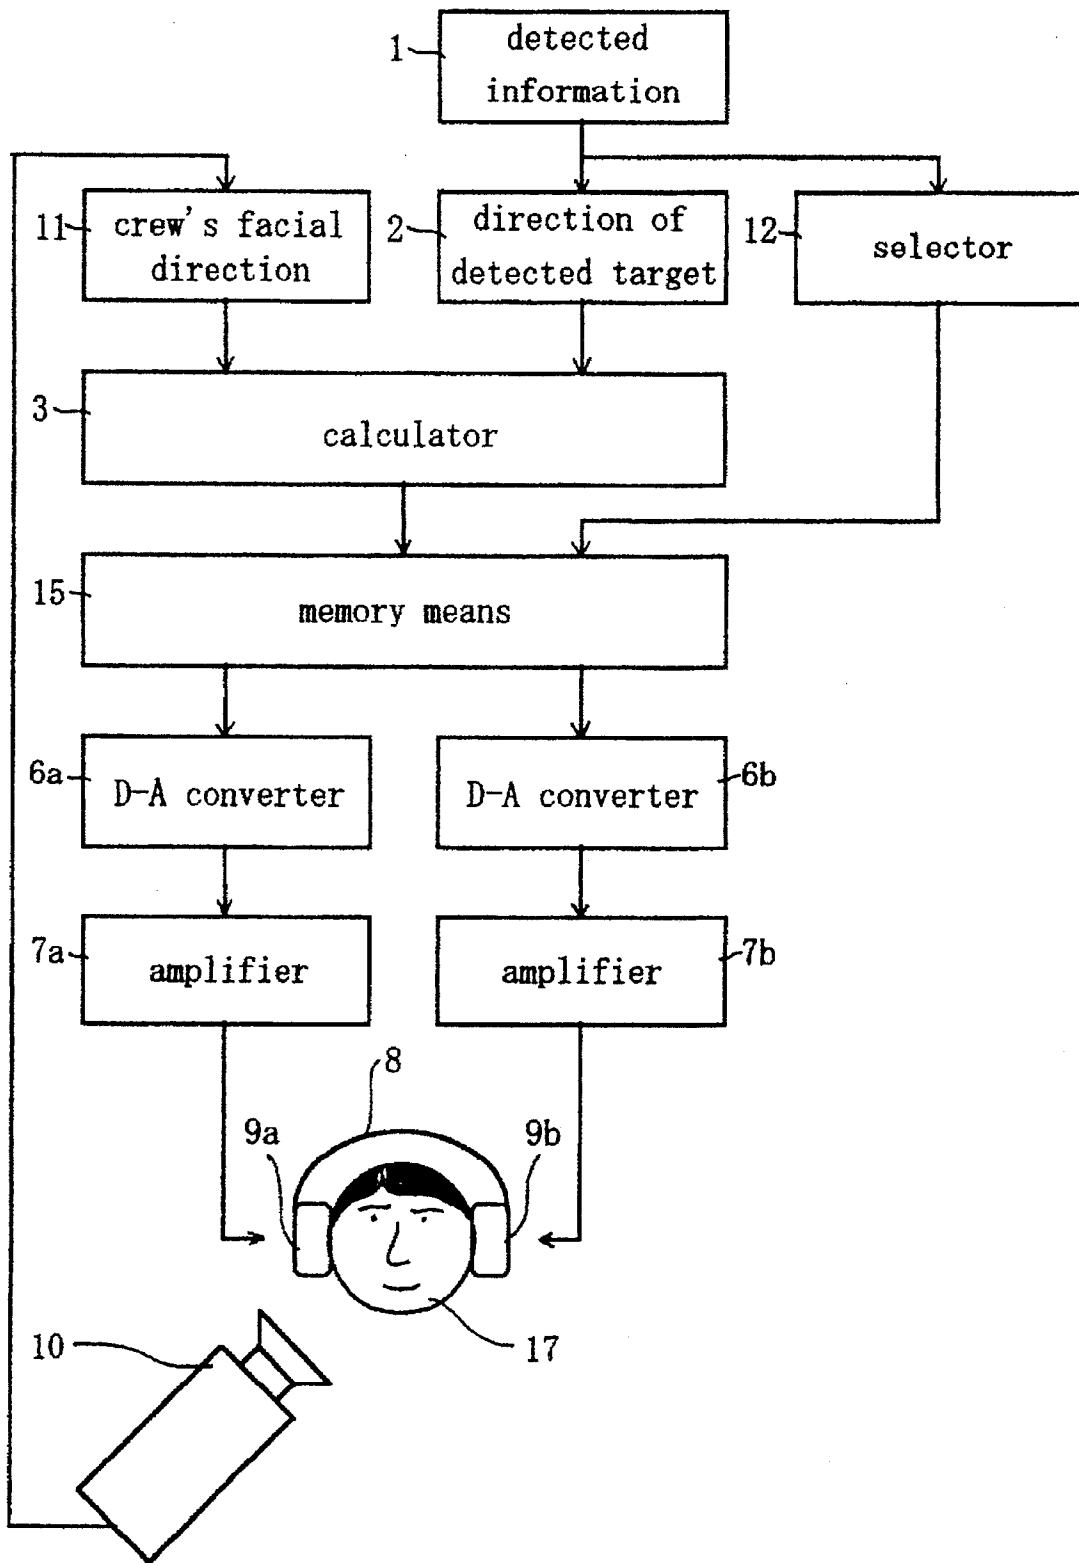 1
detected
information
11
crew's facial
direction
2
direction of
detected target
12
selector
3
calculator
15
memory means
6a
D-A converter
D-A converter
6b
7a
amplifier
amplifier
7b
8
9a
9b
10
17